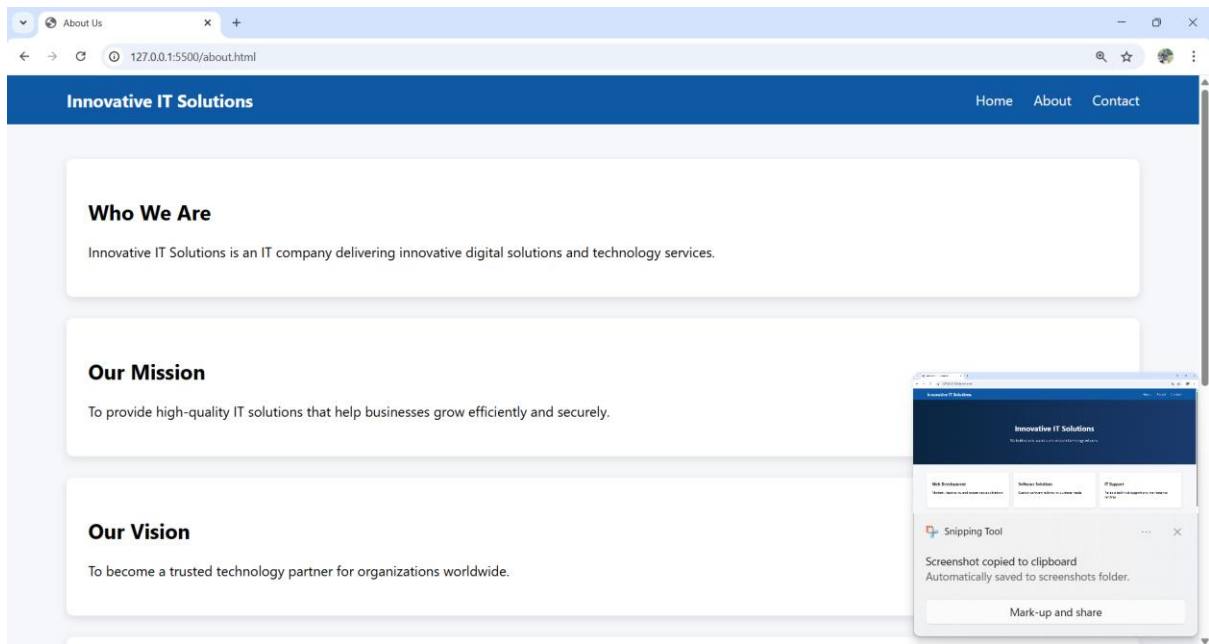 About Us
127.0.0.1:5500/about.html
Innovative IT Solutions
Home About Contact
Who We Are
Innovative IT Solutions is an IT company delivering innovative digital solutions and technology services.
Our Mission
To provide high-quality IT solutions that help businesses grow efficiently and securely.
Our Vision
To become a trusted technology partner for organizations worldwide.
Innovative IT Solutions
Innovative IT Solutions
Web Development
Software Solutions
IT Support
Snipping Tool
Screenshot copied to clipboard
Automatically saved to screenshots folder.
Mark-up and share